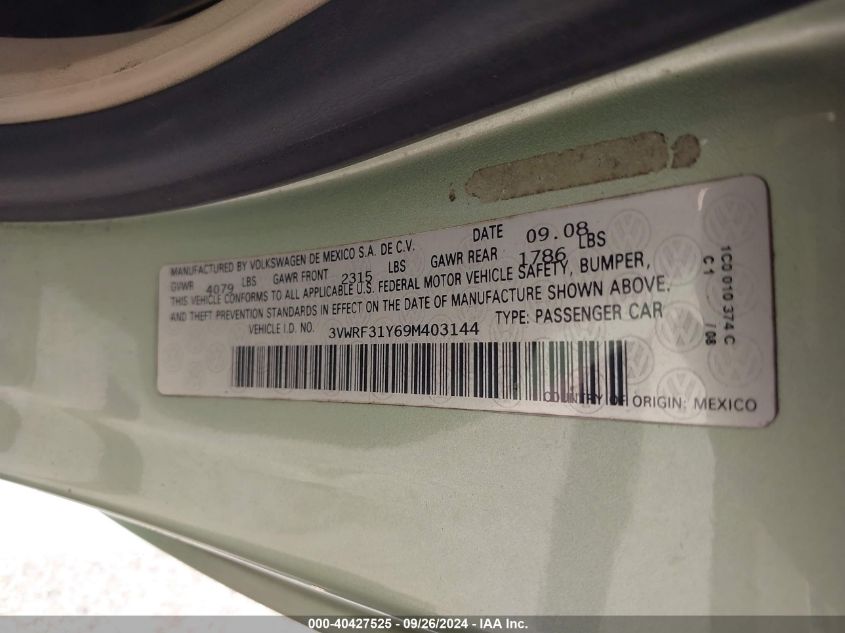 MANUFACTURED BY VOLKSWAGEN DE MEXICO S.A. DE C.V. DATE 09.08
GVWR 4079 LBS GAWR FRONT 2315 LBS GAWR REAR 1786 LBS
THIS VEHICLE CONFORMS TO ALL APPLICABLE U.S. FEDERAL MOTOR VEHICLE SAFETY, BUMPER,
AND THEFT PREVENTION STANDARDS IN EFFECT ON THE DATE OF MANUFACTURE SHOWN ABOVE.
VEHICLE I.D. NO. 3VWRF31Y69M403144 TYPE: PASSENGER CAR
COUNTRY OF ORIGIN: MEXICO
1C0 010 374 C
C1 /08
000-40427525 - 09/26/2024 - IAA Inc.